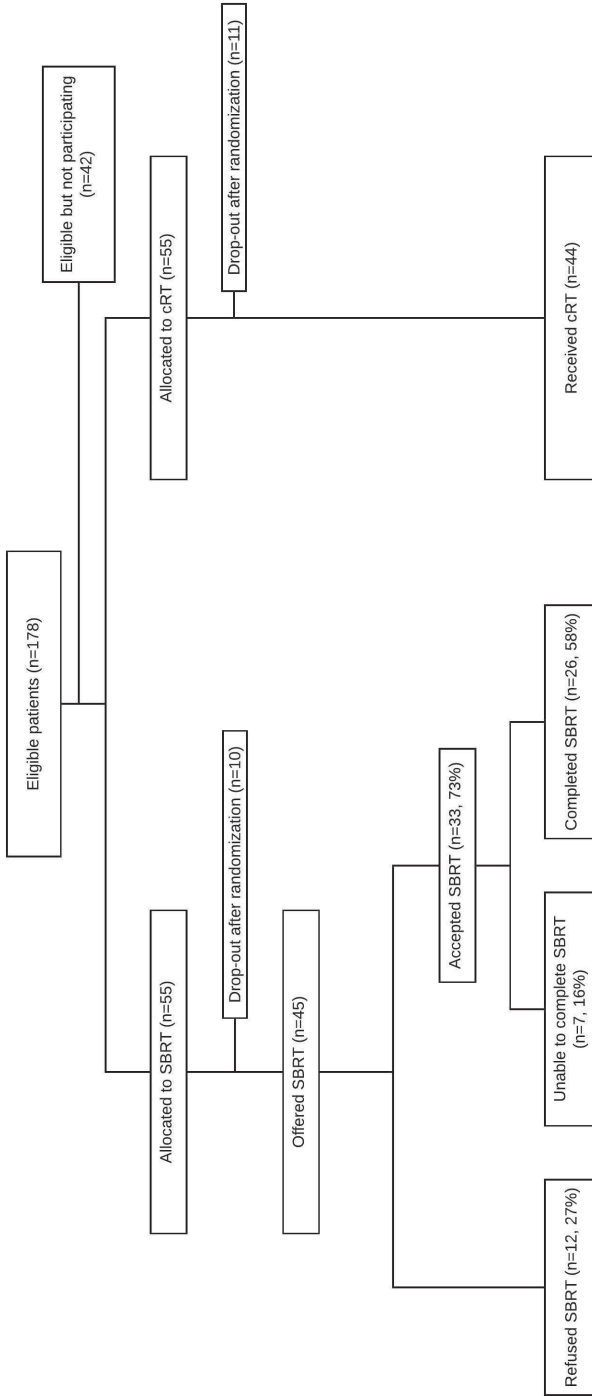 Eligible patients (n=178)
Eligible but not participating
(n=42)
Allocated to SBRT (n=55)
Allocated to cRT (n=55)
Drop-out after randomization (n=10)
Drop-out after randomization (n=11)
Offered SBRT (n=45)
Accepted SBRT (n=33, 73%)
Refused SBRT (n=12, 27%)
Unable to complete SBRT
(n=7, 16%)
Completed SBRT (n=26, 58%)
Received cRT (n=44)